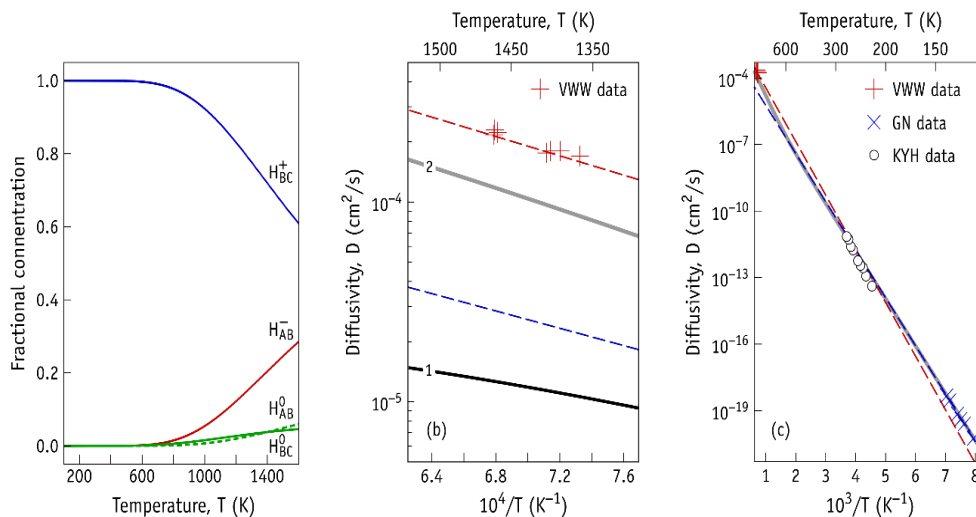 Fractional connentration
1.0
0.8
0.6
0.4
0.2
0.0
H⁺BC
H⁻AB
H⁰AB
H⁰BC
200 600 1000 1400
Temperature, T (K)
Temperature, T (K)
1500 1450 1350
Diffusivity, D (cm²/s)
10⁻⁴
10⁻⁵
VWW data
2
1
(b)
6.4 6.8 7.2 7.6
10⁴/T (K⁻¹)
Temperature, T (K)
600 300 200 150
Diffusivity, D (cm²/s)
10⁻⁴
10⁻⁷
10⁻¹⁰
10⁻¹³
10⁻¹⁶
10⁻¹⁹
VWW data
GN data
KYH data
(c)
1 2 3 4 5 6 7 8
10³/T (K⁻¹)